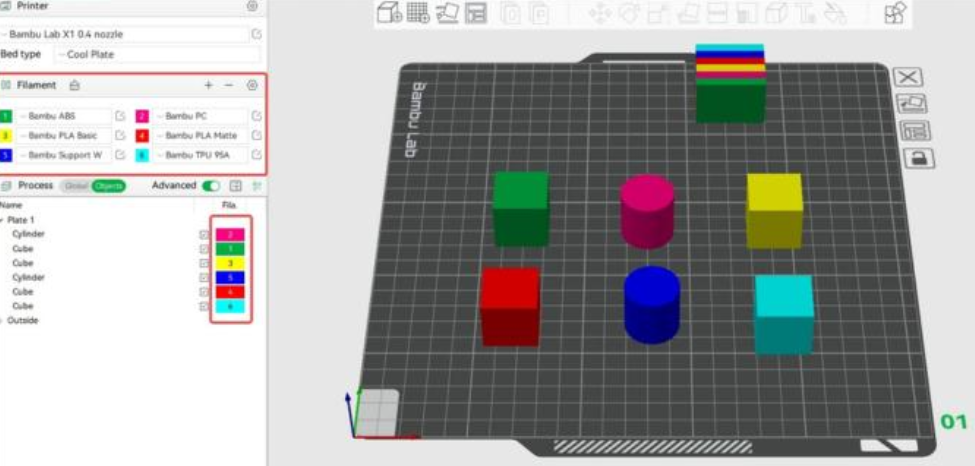 Printer
Bambu Lab X1 0.4 nozzle
Bed type Cool Plate
Filament
1 Bambu ABS 2 Bambu PC
3 Bambu PLA Basic 4 Bambu PLA Matte
5 Bambu Support W 6 Bambu TPU 95A
Process Global Objects Advanced
Name Fila.
Plate 1
Cylinder 2
Cube 1
Cube 3
Cylinder 5
Cube 4
Cube 6
Outside
Bambu Lab
01